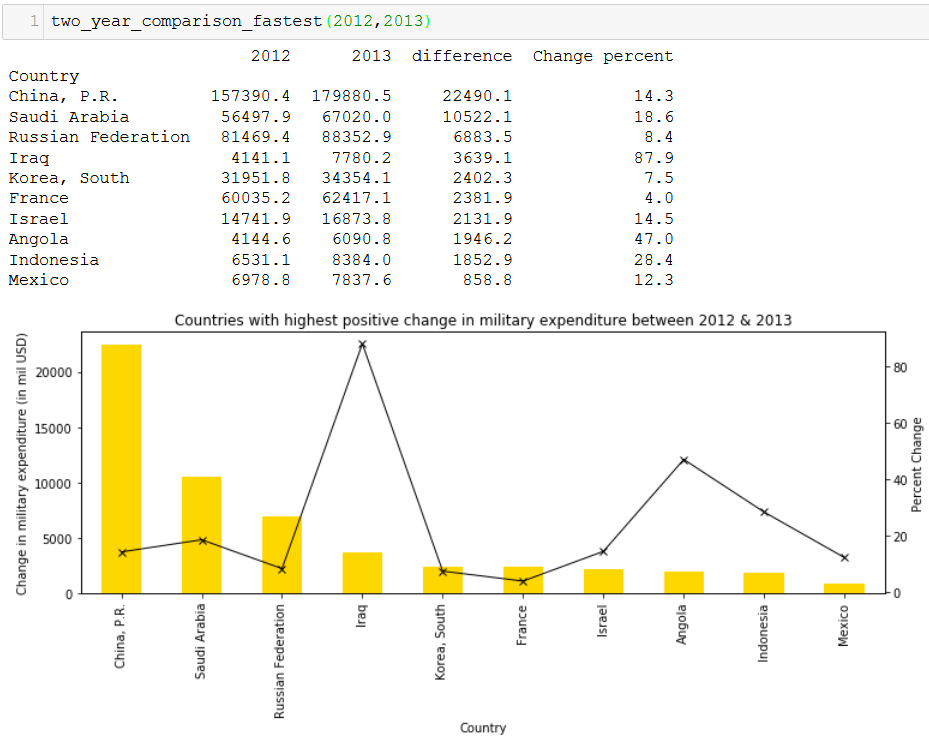 1 two_year_comparison_fastest(2012,2013)
2012 2013 difference Change percent
Country
China, P.R. 157390.4 179880.5 22490.1 14.3
Saudi Arabia 56497.9 67020.0 10522.1 18.6
Russian Federation 81469.4 88352.9 6883.5 8.4
Iraq 4141.1 7780.2 3639.1 87.9
Korea, South 31951.8 34354.1 2402.3 7.5
France 60035.2 62417.1 2381.9 4.0
Israel 14741.9 16873.8 2131.9 14.5
Angola 4144.6 6090.8 1946.2 47.0
Indonesia 6531.1 8384.0 1852.9 28.4
Mexico 6978.8 7837.6 858.8 12.3
Countries with highest positive change in military expenditure between 2012 & 2013
Change in military expenditure (in mil USD)
20000
15000
10000
5000
0
80
60
40
20
0
Percent Change
China, P.R.
Saudi Arabia
Russian Federation
Iraq
Korea, South
France
Israel
Angola
Indonesia
Mexico
Country